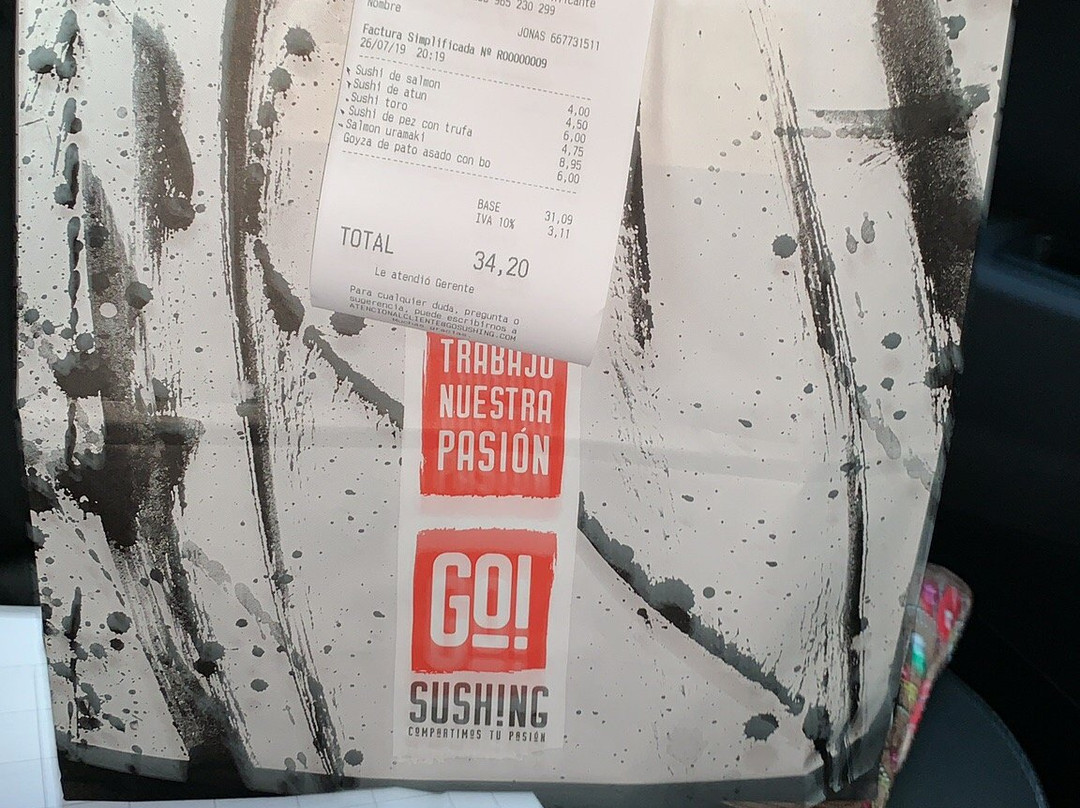 Nombre
965 230 299
JONAS 667731511
Factura Simplificada Nº R00000009
26/07/19 20:19
Sushi de salmon 4,00
Sushi de atun 4,50
Sushi toro 6,00
Sushi de pez con trufa 4,75
Salmon uramaki 8,95
Goyza de pato asado con bo 6,00
BASE 31,09
IVA 10% 3,11
TOTAL 34,20
Le atendió Gerente
Para cualquier duda, pregunta o
sugerencia, puede escribirnos a
ATENCIONALCLIENTE@GOSUSHING.COM
TRABAJO
NUESTRA
PASIÓN
GO!
SUSH!NG
COMPARTIMOS TU PASIÓN